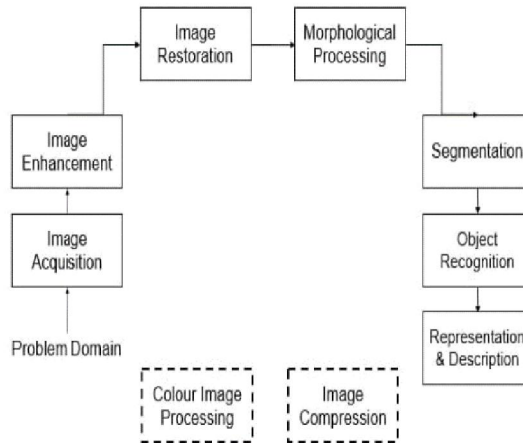 Image
Restoration
Morphological
Processing
Image
Enhancement
Segmentation
Image
Acquisition
Object
Recognition
Problem Domain
Representation
& Description
Colour Image
Processing
Image
Compression